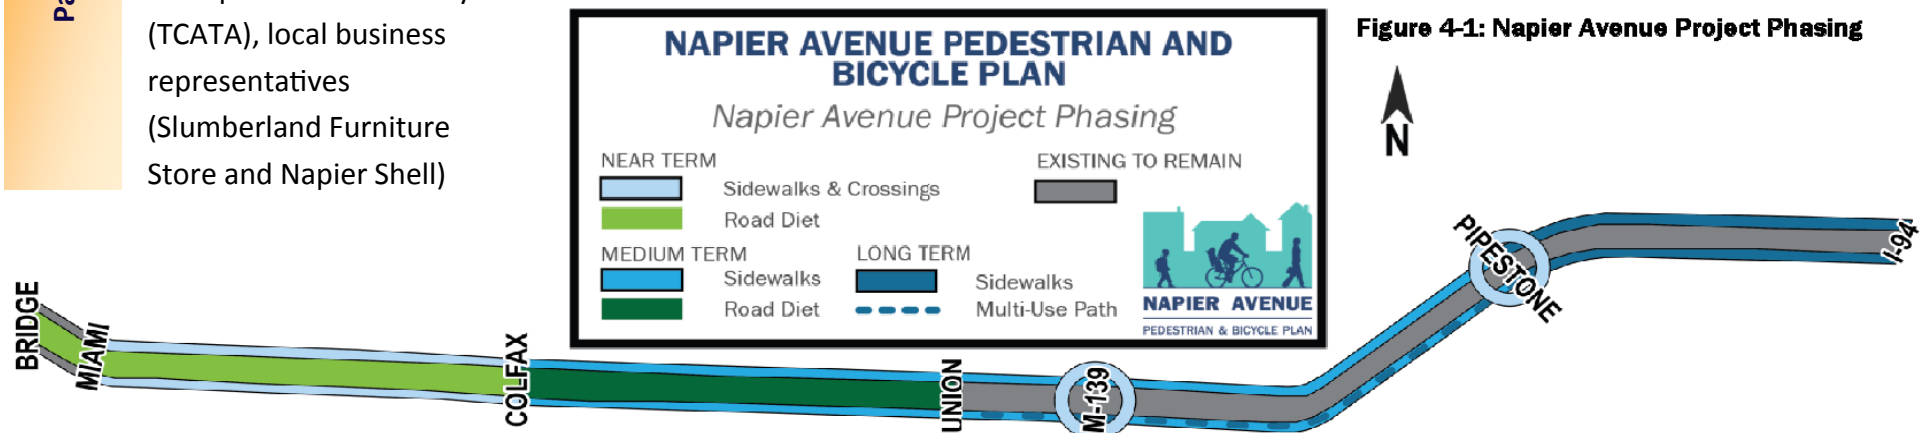 Pa
(TCATA), local business
representatives
(Slumberland Furniture
Store and Napier Shell)
NAPIER AVENUE PEDESTRIAN AND
BICYCLE PLAN
Napier Avenue Project Phasing
NEAR TERM
Sidewalks & Crossings
Road Diet
EXISTING TO REMAIN
MEDIUM TERM
Sidewalks
Road Diet
LONG TERM
Sidewalks
Multi-Use Path
NAPIER AVENUE
PEDESTRIAN & BICYCLE PLAN
Figure 4-1: Napier Avenue Project Phasing
N
BRIDGE
MIAMI
COLFAX
UNION
M-139
PIPESTONE
I-94